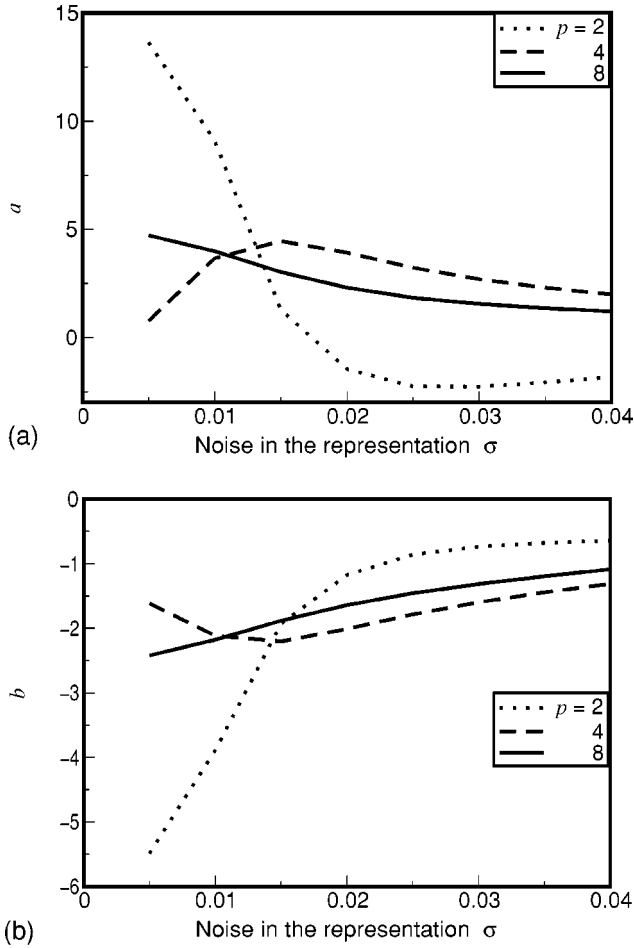 15
10
5
0
a
p = 2
4
8
0 0.01 0.02 0.03 0.04
(a)
Noise in the representation σ
0
−1
−2
−3
−4
−5
−6
b
p = 2
4
8
0 0.01 0.02 0.03 0.04
(b)
Noise in the representation σ